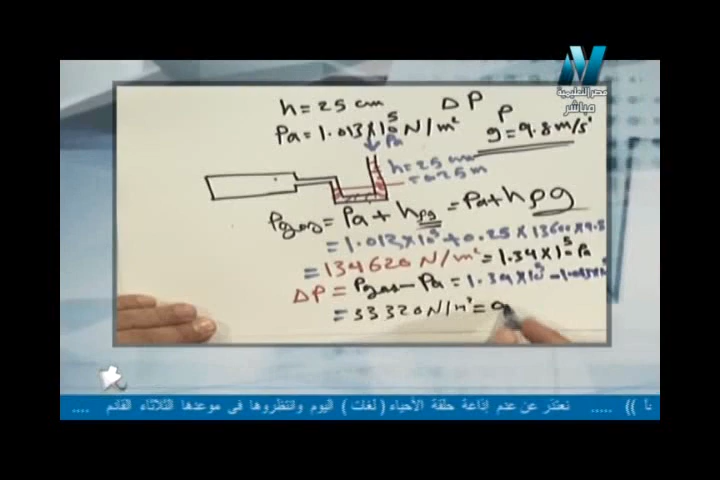 مصر التعليمية
مباشر
h = 25 cm
ΔP
Pa = 1.013 × 10⁵ N/m²
ρ
g = 9.8 m/s²
Pa
h = 25 cm
= 0.25 m
Pgas = Pa + hρg = Pa + hρg
= 1.013 × 10⁵ + 0.25 × 13600 × 9.8
= 134620 N/m² = 1.34 × 10⁵ Pa
ΔP = Pgas − Pa = 1.34 × 10⁵ − 1.013 × 10⁵
= 33320 N/m² = 0
نعتذر عن عدم إذاعة حلقة الأحياء ( لغات ) اليوم وانتظروها فى موعدها الثلاثاء القادم ....